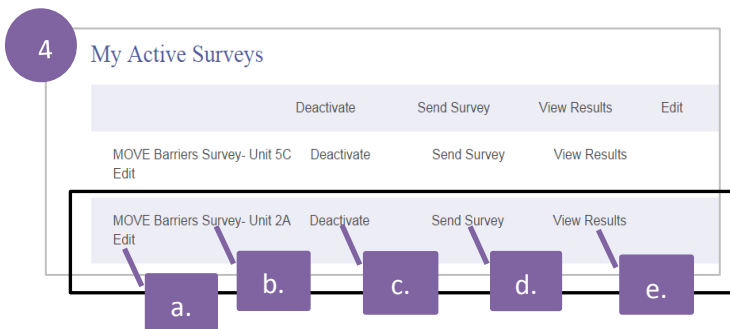 4
My Active Surveys
Deactivate Send Survey View Results Edit
MOVE Barriers Survey- Unit 5C Deactivate Send Survey View Results
Edit
MOVE Barriers Survey- Unit 2A Deactivate Send Survey View Results
Edit
a. b. c. d. e.